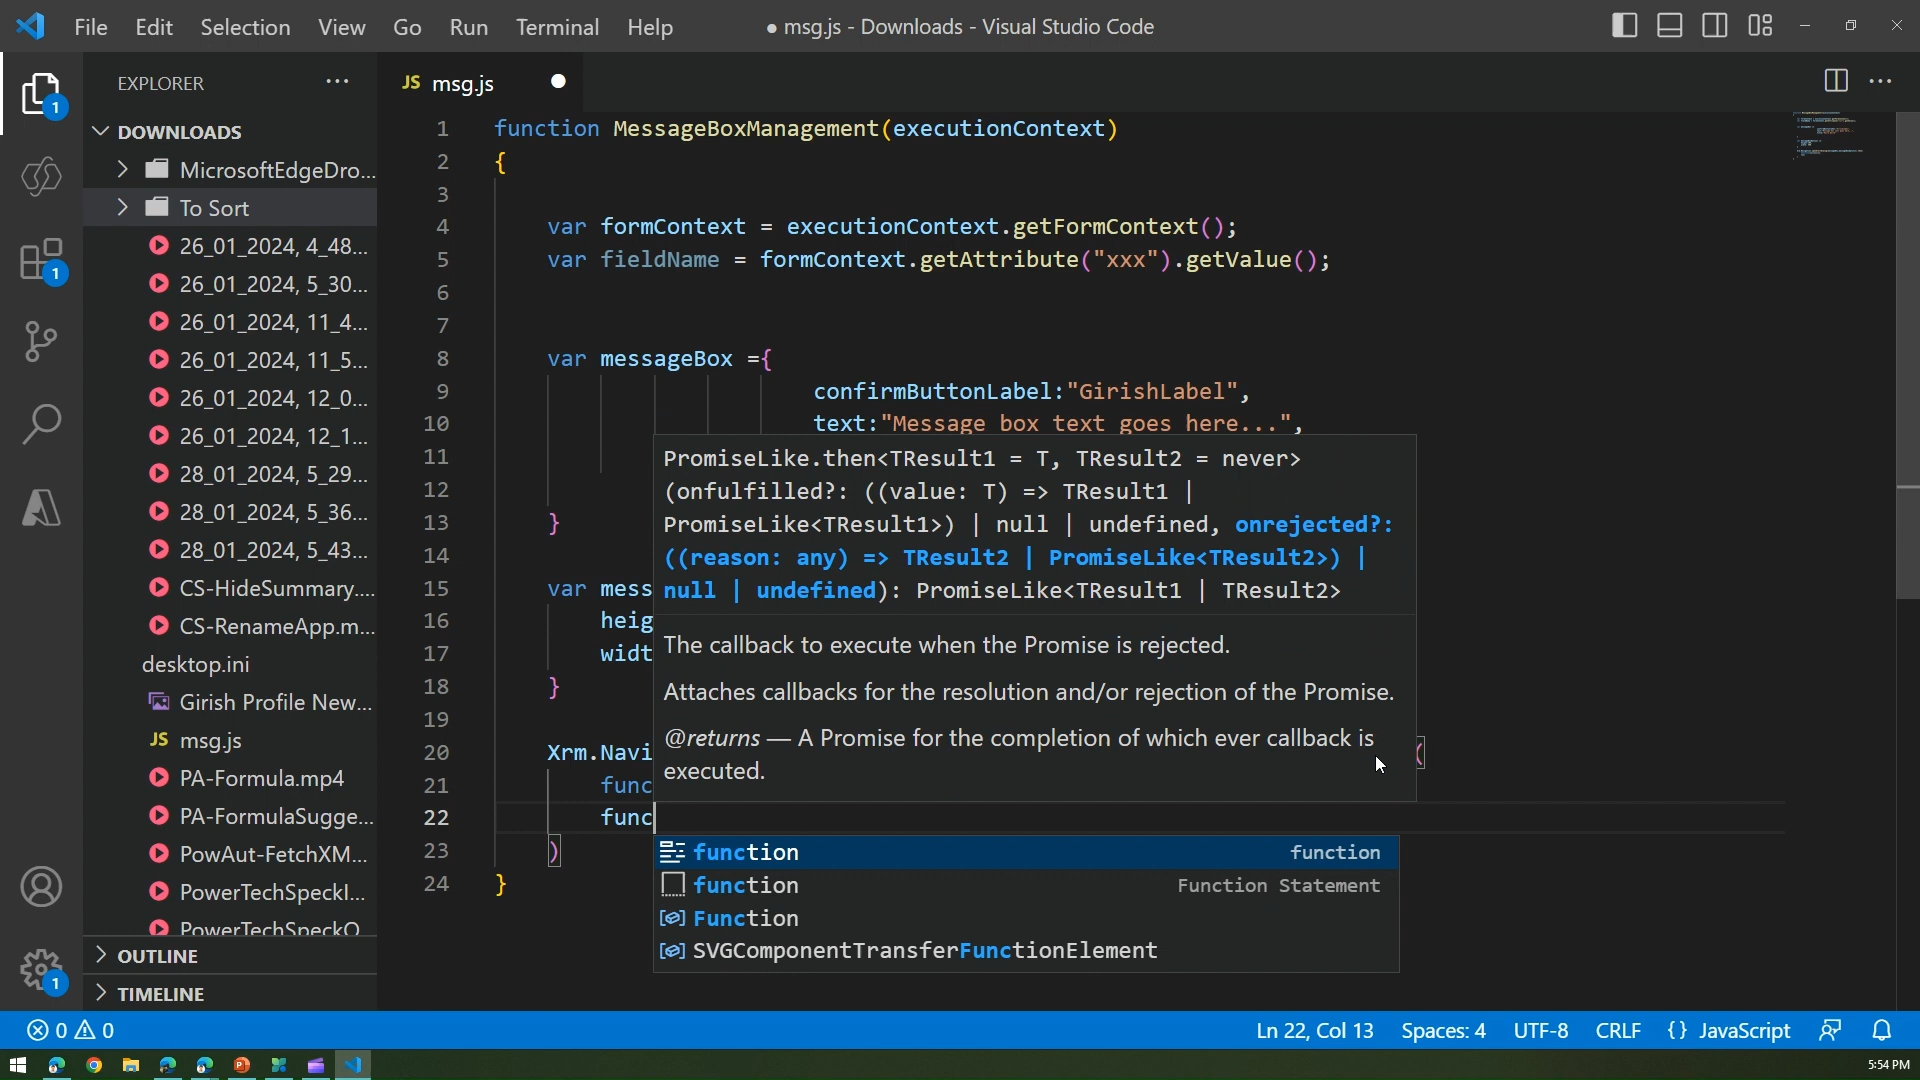 File Edit Selection View Go Run Terminal Help
● msg.js - Downloads - Visual Studio Code
EXPLORER
DOWNLOADS
MicrosoftEdgeDro...
To Sort
26_01_2024, 4_48...
26_01_2024, 5_30...
26_01_2024, 11_4...
26_01_2024, 11_5...
26_01_2024, 12_0...
26_01_2024, 12_1...
28_01_2024, 5_29...
28_01_2024, 5_36...
28_01_2024, 5_43...
CS-HideSummary....
CS-RenameApp.m...
desktop.ini
Girish Profile New...
JS msg.js
PA-Formula.mp4
PA-FormulaSugge...
PowAut-FetchXM...
PowerTechSpeckI...
PowerTechSpeckO
OUTLINE
TIMELINE
1
1
1
JS msg.js
1 function MessageBoxManagement(executionContext)
2 {
3
4 var formContext = executionContext.getFormContext();
5 var fieldName = formContext.getAttribute("xxx").getValue();
6
7
8 var messageBox ={
9 confirmButtonLabel:"GirishLabel",
10 text:"Message box text goes here...",
11
12
13 }
14
15 var mess
16 heig
17 widt
18 }
19
20 Xrm.Navi (
21 func
22 func
23 )
24 }
PromiseLike.then<TResult1 = T, TResult2 = never>
(onfulfilled?: ((value: T) => TResult1 |
PromiseLike<TResult1>) | null | undefined, onrejected?:
((reason: any) => TResult2 | PromiseLike<TResult2>) |
null | undefined): PromiseLike<TResult1 | TResult2>
The callback to execute when the Promise is rejected.
Attaches callbacks for the resolution and/or rejection of the Promise.
@returns — A Promise for the completion of which ever callback is
executed.
function function
function Function Statement
Function
SVGComponentTransferFunctionElement
0 0
Ln 22, Col 13 Spaces: 4 UTF-8 CRLF {} JavaScript
5:54 PM